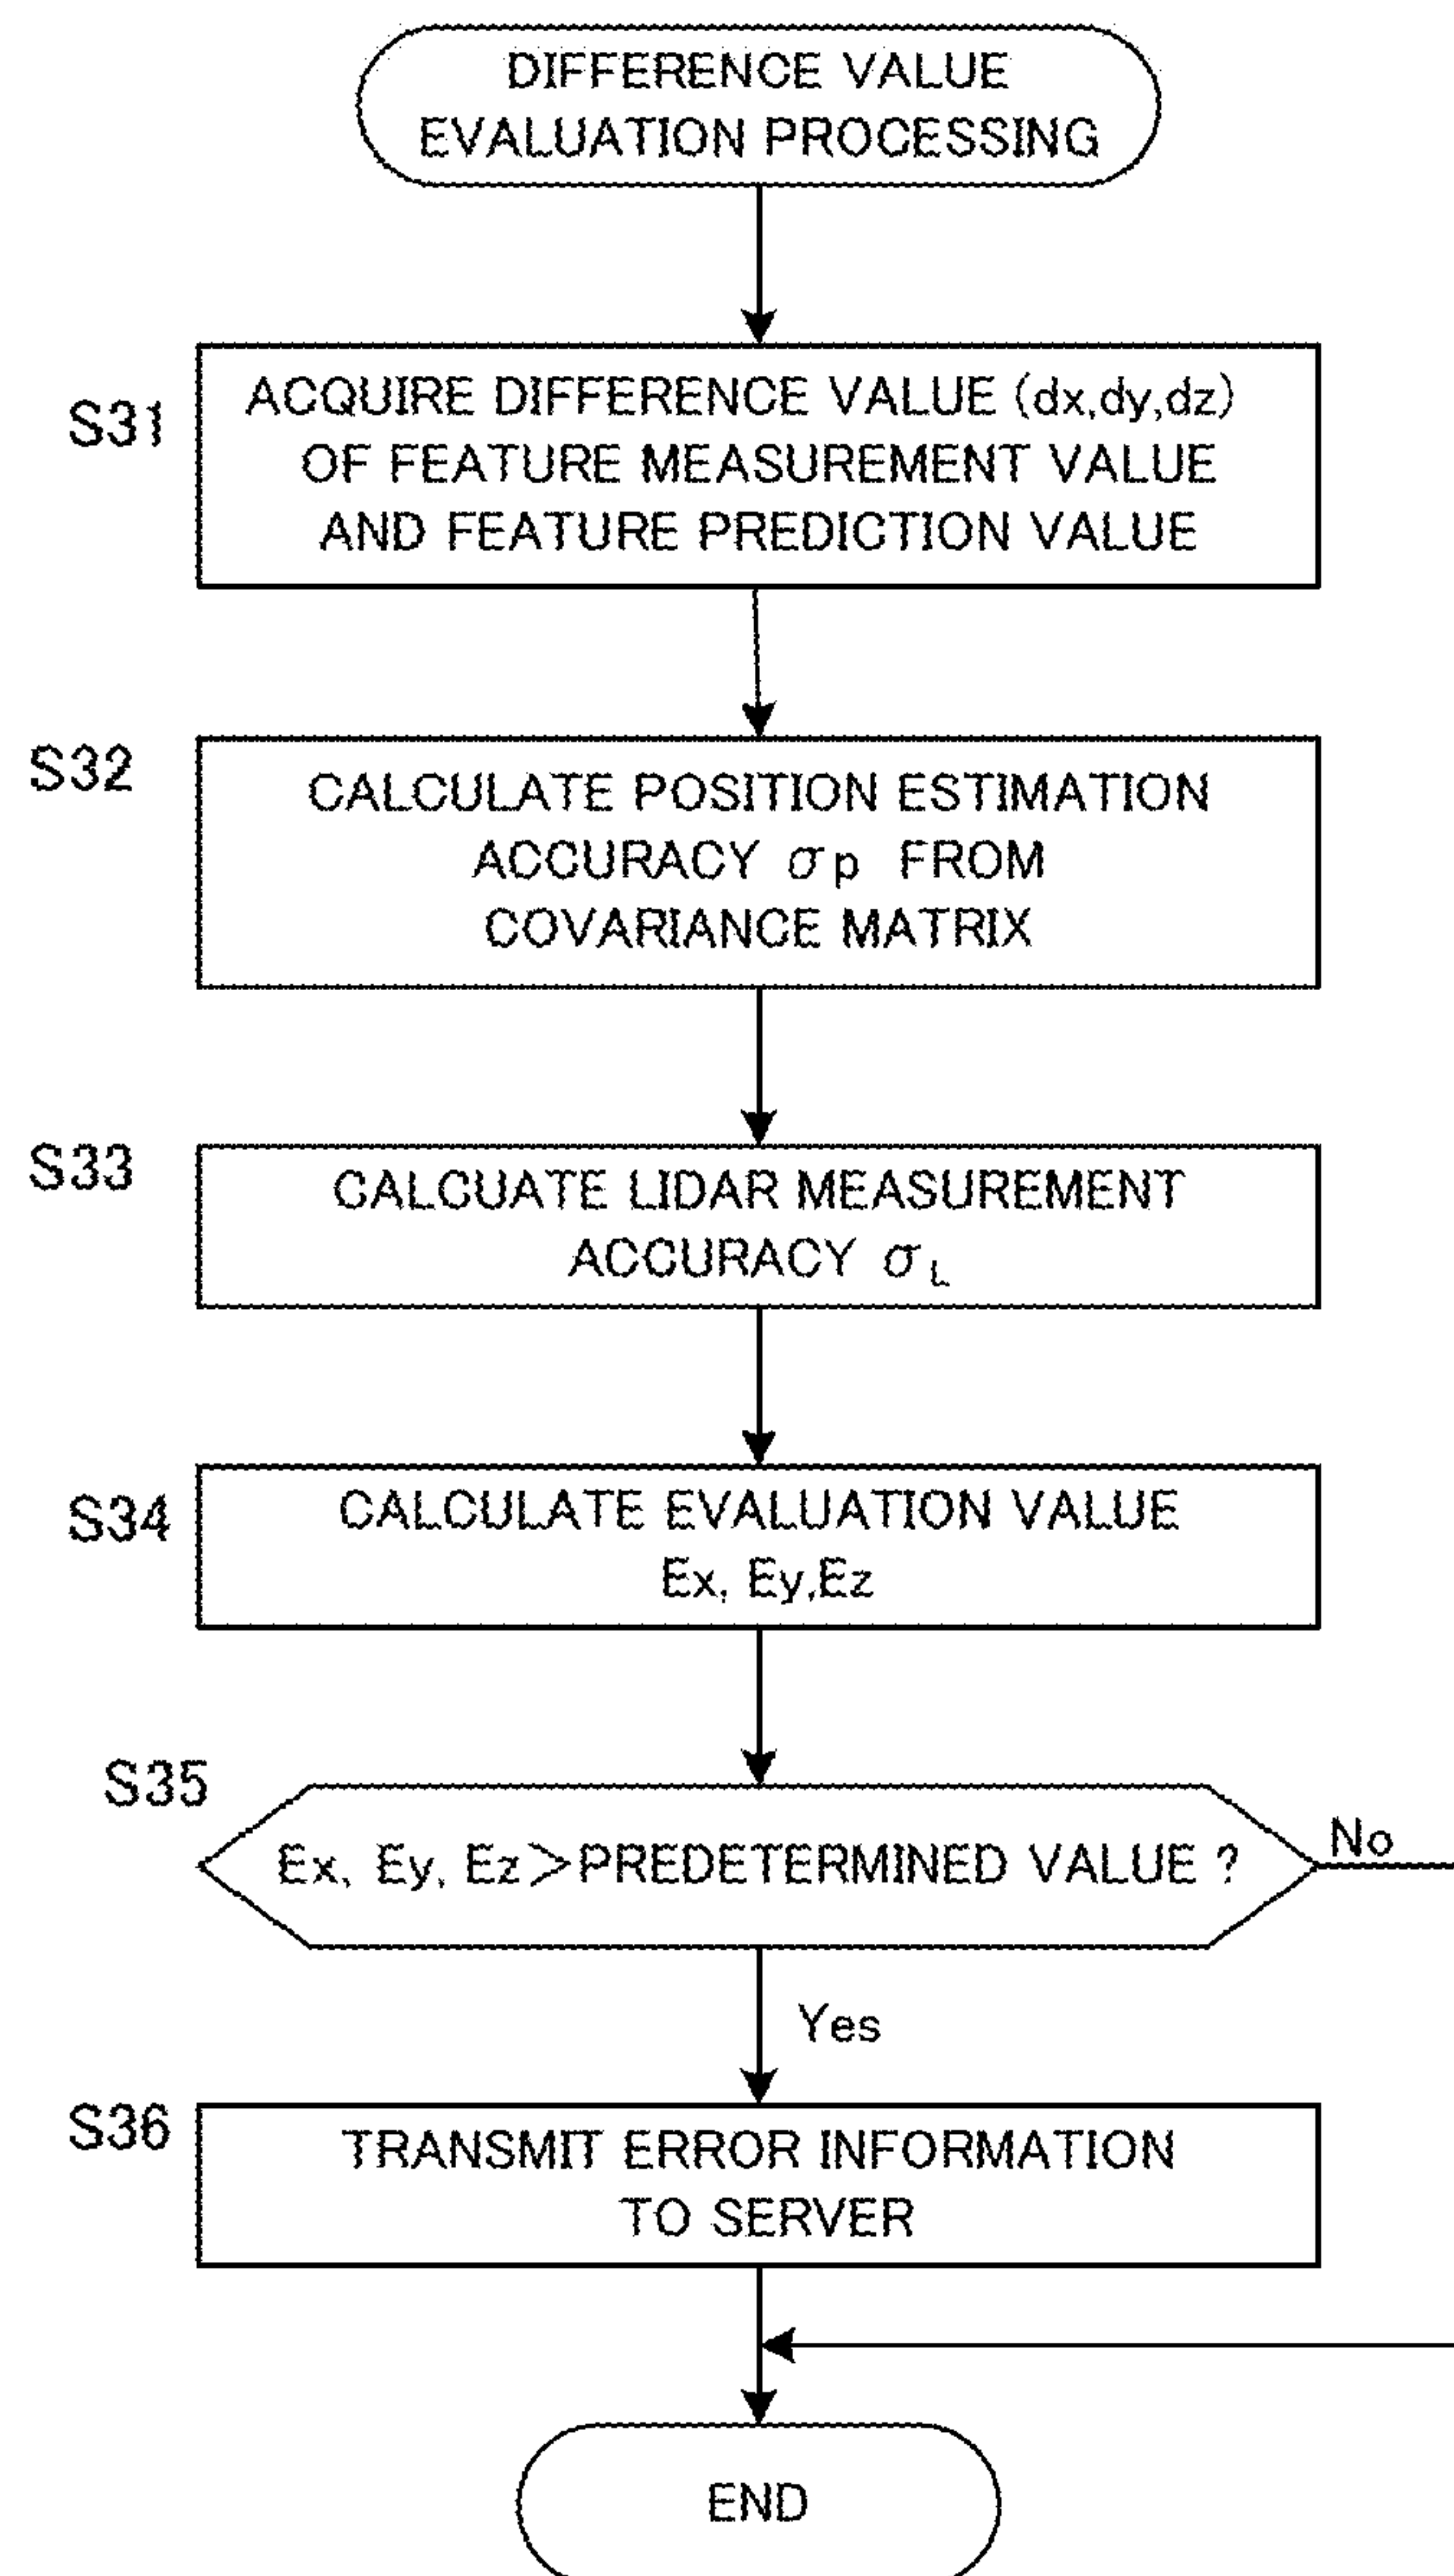 DIFFERENCE VALUE
EVALUATION PROCESSING
S31
ACQUIRE DIFFERENCE VALUE (dx,dy,dz)
OF FEATURE MEASUREMENT VALUE
AND FEATURE PREDICTION VALUE
S32
CALCULATE POSITION ESTIMATION
ACCURACY σp FROM
COVARIANCE MATRIX
S33
CALCUATE LIDAR MEASUREMENT
ACCURACY σL
S34
CALCULATE EVALUATION VALUE
Ex, Ey,Ez
S35
Ex, Ey, Ez>PREDETERMINED VALUE ?
No
Yes
S36
TRANSMIT ERROR INFORMATION
TO SERVER
END